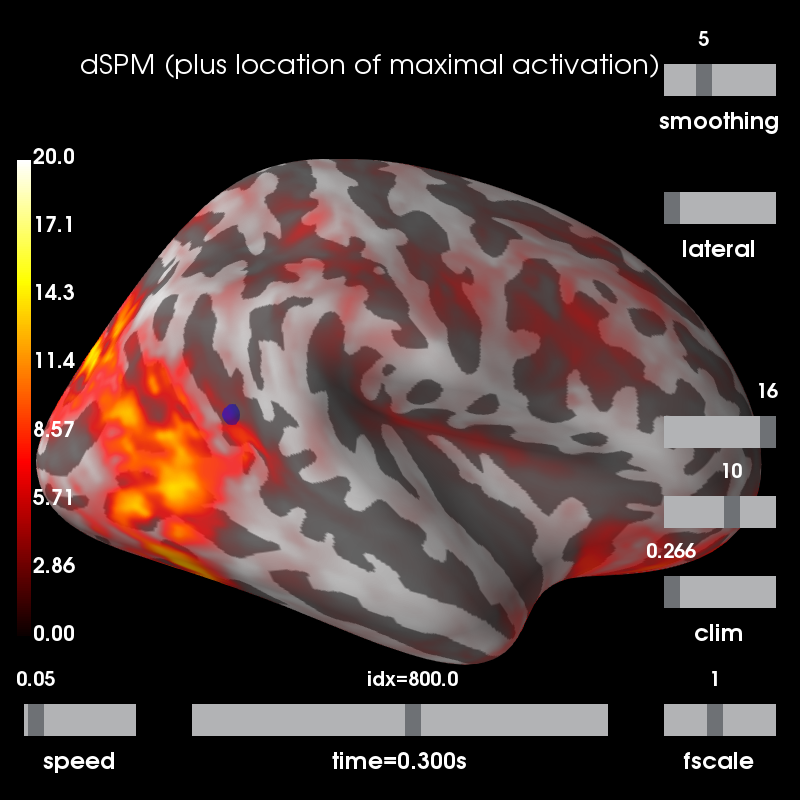 5
dSPM (plus location of maximal activation)
smoothing
20.0
17.1
lateral
14.3
11.4
16
8.57
10
5.71
0.266
2.86
0.00
clim
0.05
idx=800.0
1
speed
time=0.300s
fscale